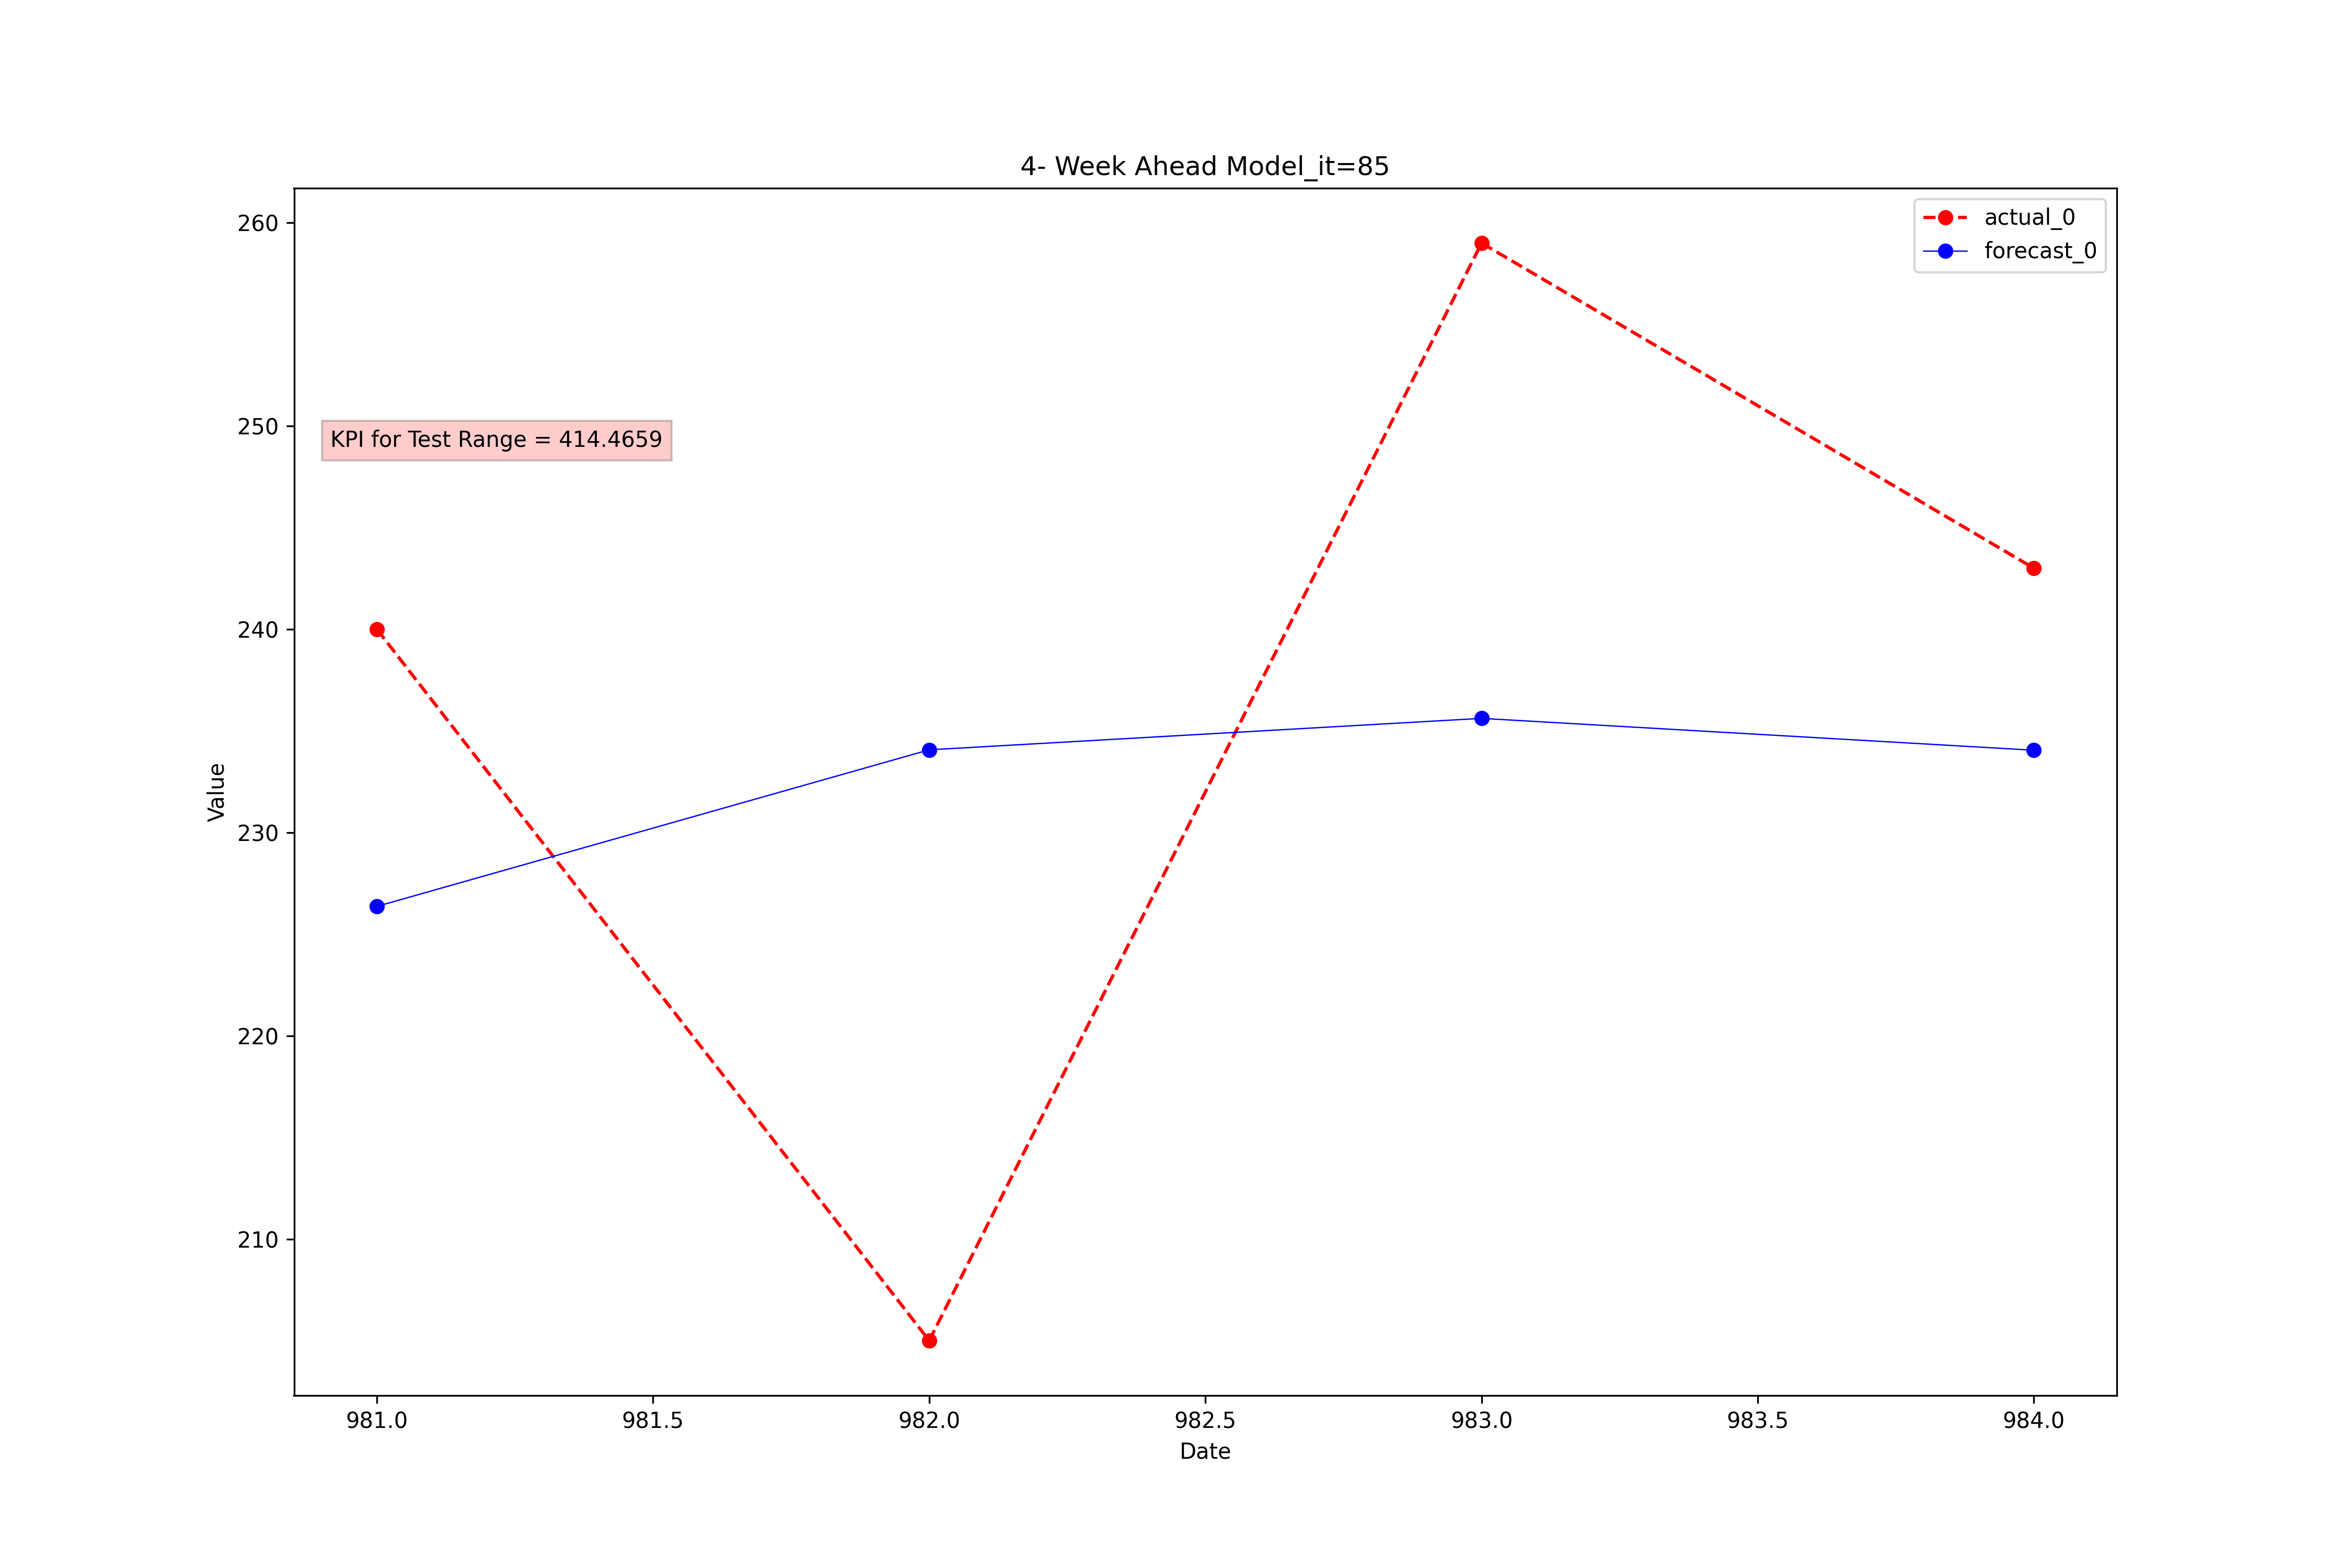 4- Week Ahead Model_it=85
260
250
240
230
220
210
Value
KPI for Test Range = 414.4659
actual_0
forecast_0
981.0 981.5 982.0 982.5 983.0 983.5 984.0
Date